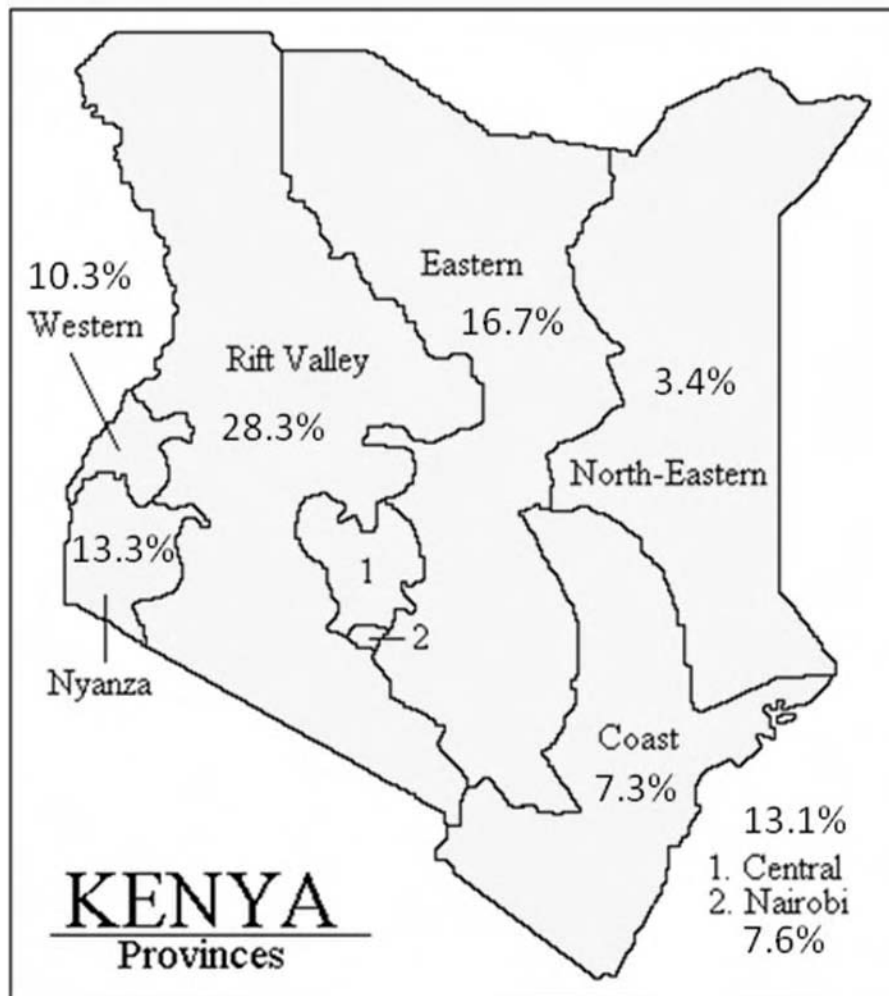 Eastern
16.7%
10.3%
Western
Rift Valley
28.3%
3.4%
North-Eastern
13.3%
1
2
Nyanza
Coast
7.3%
13.1%
1. Central
2. Nairobi
7.6%
KENYA
Provinces